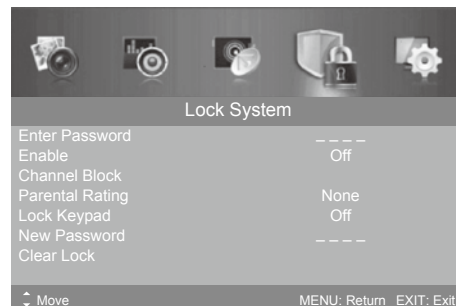 Lock System
Enter Password _ _ _ _
Enable Off
Channel Block
Parental Rating None
Lock Keypad Off
New Password _ _ _ _
Clear Lock
Move MENU: Return EXIT: Exit